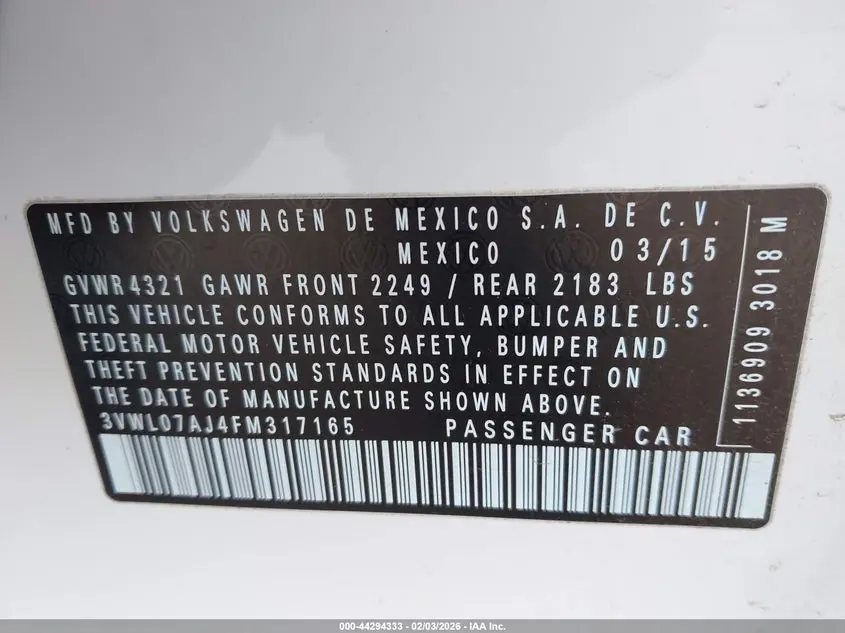 MFD BY VOLKSWAGEN DE MEXICO S.A. DE C.V.
MEXICO 03/15
GVWR4321 GAWR FRONT 2249 / REAR 2183 LBS
THIS VEHICLE CONFORMS TO ALL APPLICABLE U.S.
FEDERAL MOTOR VEHICLE SAFETY, BUMPER AND
THEFT PREVENTION STANDARDS IN EFFECT ON
THE DATE OF MANUFACTURE SHOWN ABOVE.
3VWL07AJ4FM317165 PASSENGER CAR
1136909 3018 M
000-44294333 - 02/03/2026 - IAA Inc.